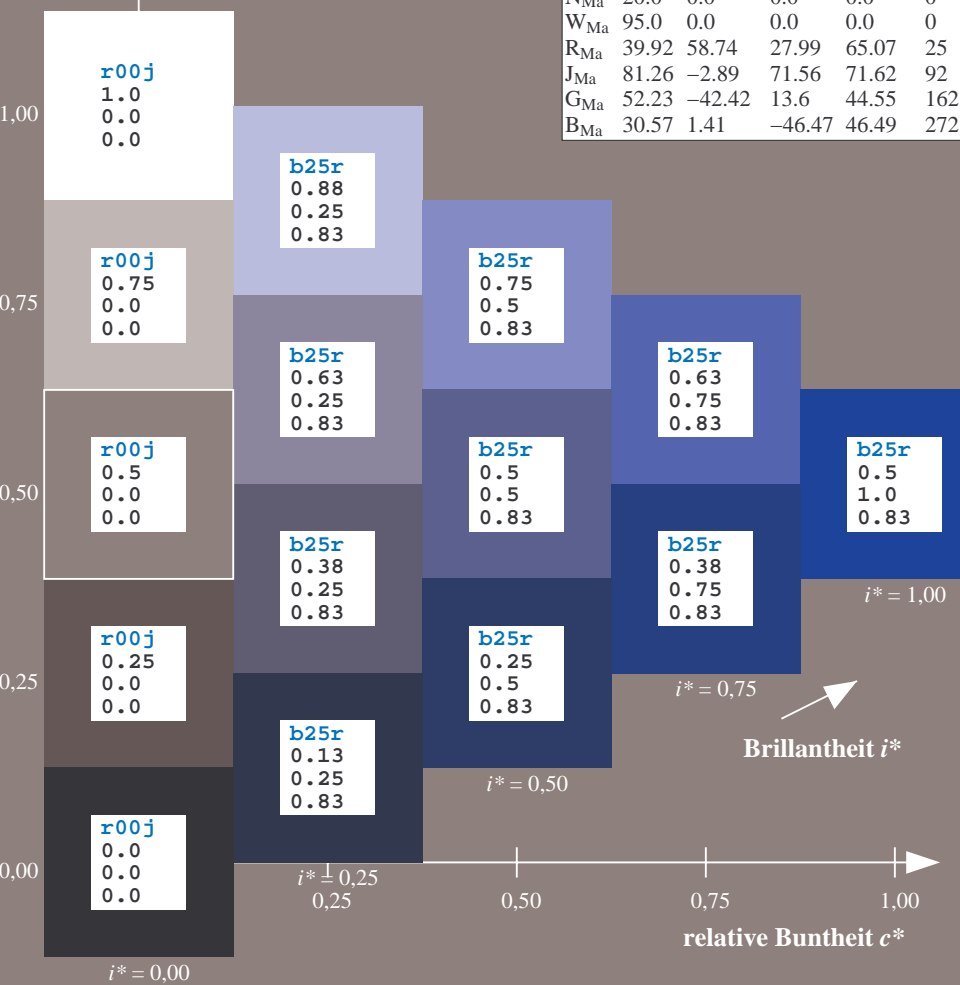 W_Ma 95.0 0.0 0.0 0.0 0
R_Ma 39.92 58.74 27.99 65.07 25
J_Ma 81.26 –2.89 71.56 71.62 92
G_Ma 52.23 –42.42 13.6 44.55 162
B_Ma 30.57 1.41 –46.47 46.49 272
1,00
0,75
0,50
0,25
0,00
r00j
1.0
0.0
0.0
r00j
0.75
0.0
0.0
r00j
0.5
0.0
0.0
r00j
0.25
0.0
0.0
r00j
0.0
0.0
0.0
i* = 0,00
b25r
0.88
0.25
0.83
b25r
0.63
0.25
0.83
b25r
0.38
0.25
0.83
b25r
0.13
0.25
0.83
i* = 0,25
b25r
0.75
0.5
0.83
b25r
0.5
0.5
0.83
b25r
0.25
0.5
0.83
i* = 0,50
b25r
0.63
0.75
0.83
b25r
0.38
0.75
0.83
i* = 0,75
b25r
0.5
1.0
0.83
i* = 1,00
Brillantheit i*
0,25 0,50 0,75 1,00
relative Buntheit c*